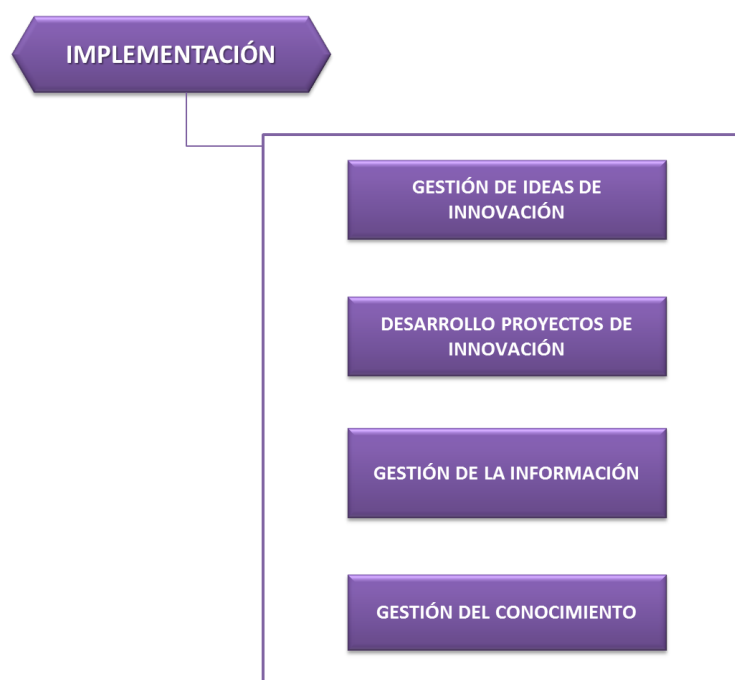 IMPLEMENTACIÓN
GESTIÓN DE IDEAS DE
INNOVACIÓN
DESARROLLO PROYECTOS DE
INNOVACIÓN
GESTIÓN DE LA INFORMACIÓN
GESTIÓN DEL CONOCIMIENTO